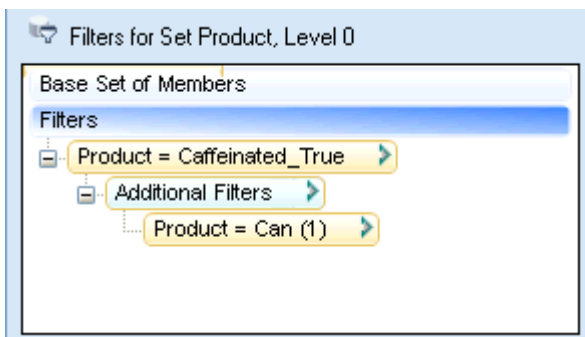 Filters for Set Product, Level 0
Base Set of Members
Filters
Product = Caffeinated_True
Additional Filters
Product = Can (1)